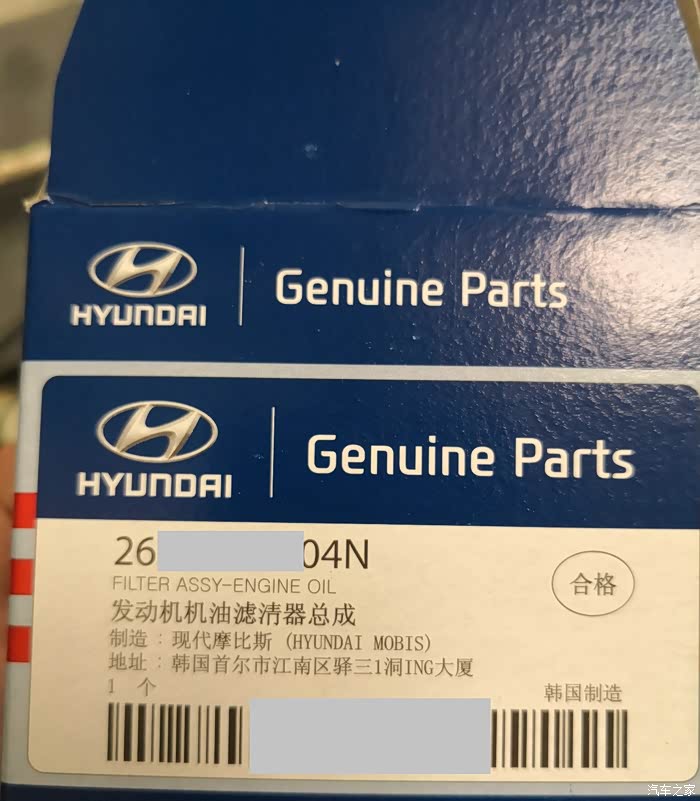 HYUNDAI
Genuine Parts
HYUNDAI
Genuine Parts
26 04N
FILTER ASSY-ENGINE OIL
合格
发动机机油滤清器总成
制造：现代摩比斯 (HYUNDAI MOBIS)
地址：韩国首尔市江南区驿三1洞ING大厦
1 个
韩国制造
汽车之家